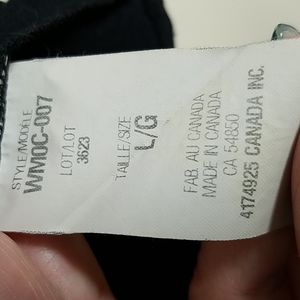 STYLE/MODELE
WMOC-007
LOT/LOT
3623
TAILLE/SIZE
L/G
FAB. AU CANADA
MADE IN CANADA
CA 54850
4174925 CANADA INC.